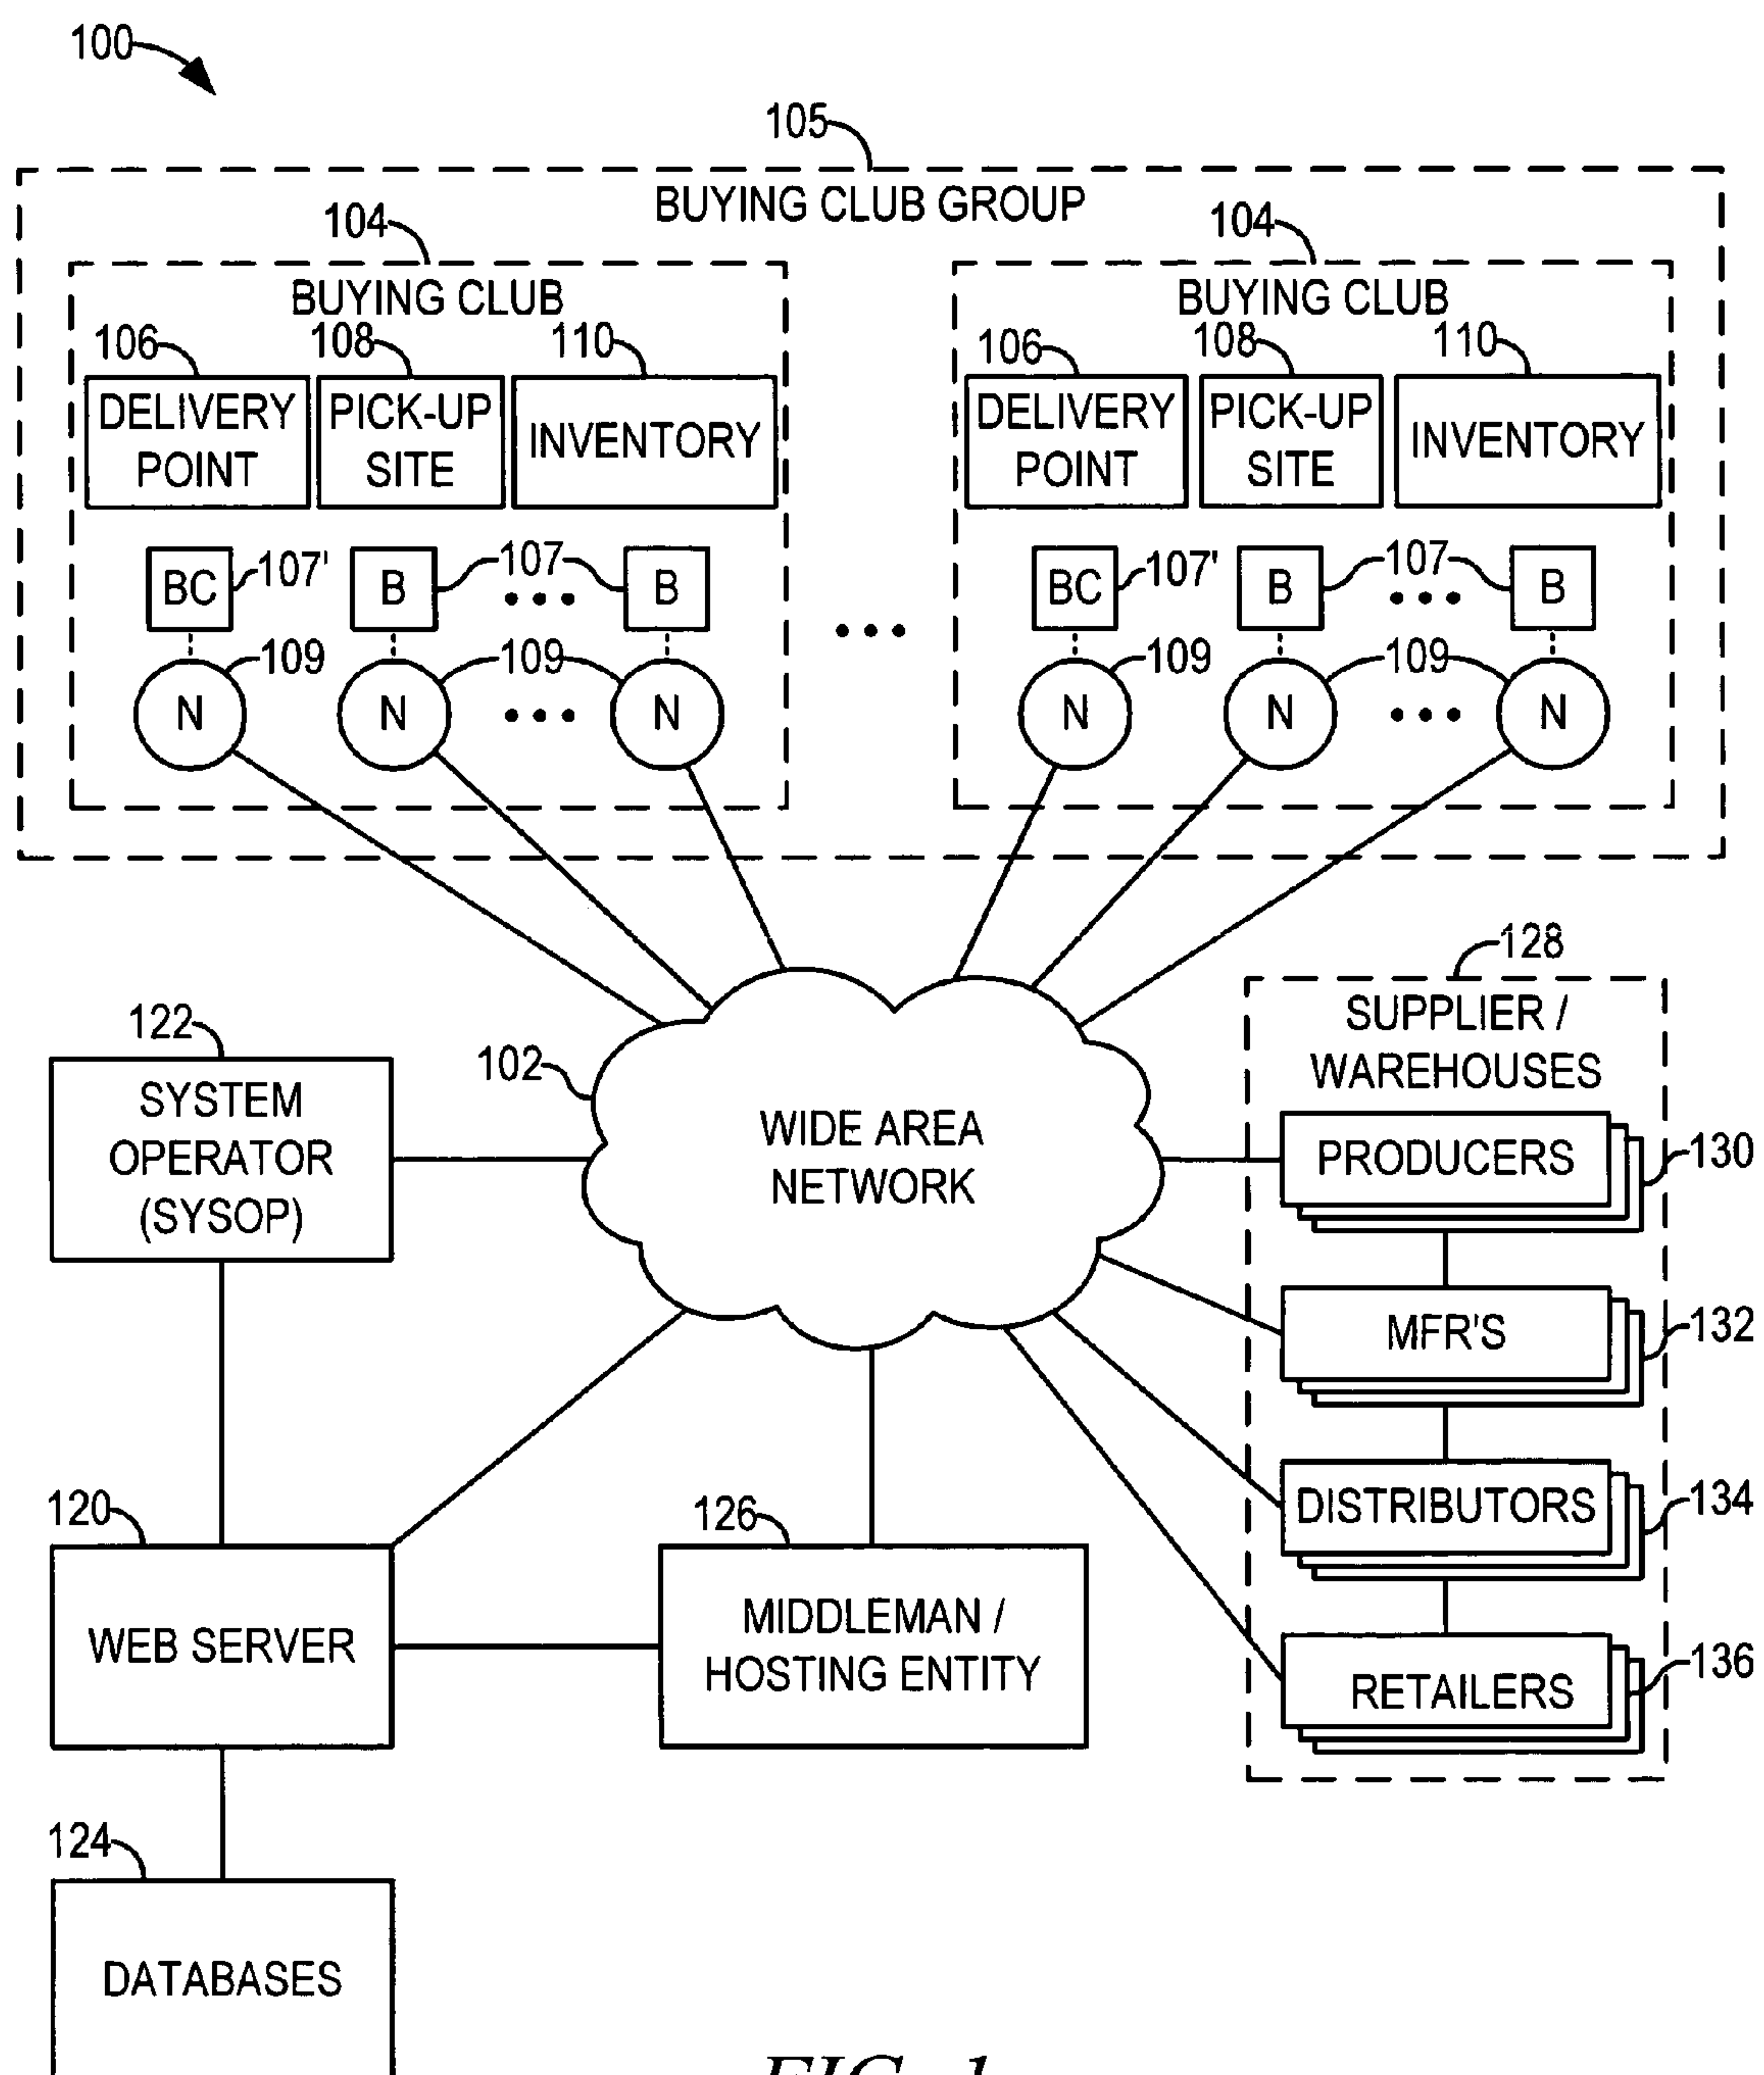 100
105
BUYING CLUB GROUP
104
104
BUYING CLUB
BUYING CLUB
106
108
110
106
108
110
DELIVERY
POINT
PICK-UP
SITE
INVENTORY
DELIVERY
POINT
PICK-UP
SITE
INVENTORY
BC
107'
B
107
B
BC
107'
B
107
B
109
109
109
109
N
N
N
N
N
N
128
SUPPLIER /
WAREHOUSES
122
102
SYSTEM
OPERATOR
(SYSOP)
WIDE AREA
NETWORK
PRODUCERS
130
MFR'S
132
DISTRIBUTORS
134
120
126
WEB SERVER
MIDDLEMAN /
HOSTING ENTITY
RETAILERS
136
124
DATABASES
FIG. 1